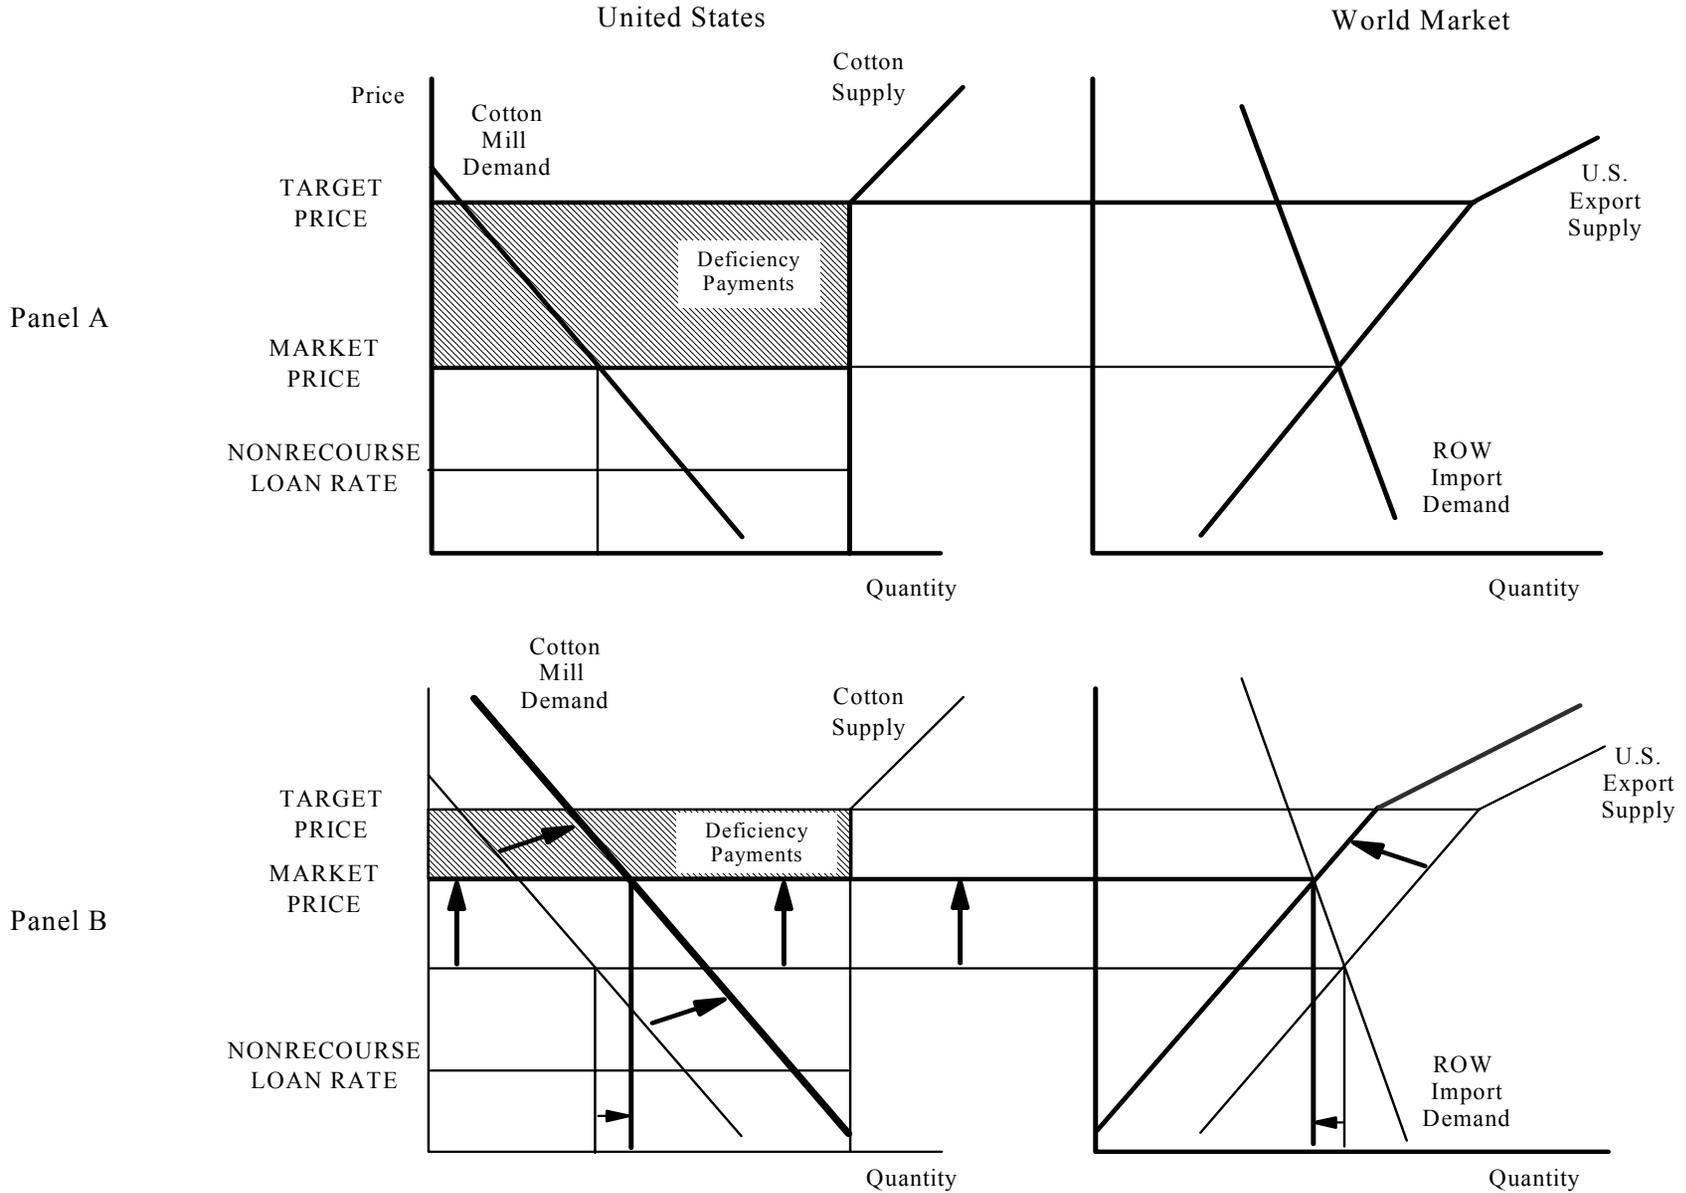 United States
World Market
Price
Cotton
Mill
Demand
Cotton
Supply
TARGET
PRICE
Deficiency
Payments
MARKET
PRICE
NONRECOURSE
LOAN RATE
Quantity
U.S.
Export
Supply
ROW
Import
Demand
Quantity
Panel A
Cotton
Mill
Demand
Cotton
Supply
TARGET
PRICE
Deficiency
Payments
MARKET
PRICE
NONRECOURSE
LOAN RATE
Quantity
U.S.
Export
Supply
ROW
Import
Demand
Quantity
Panel B